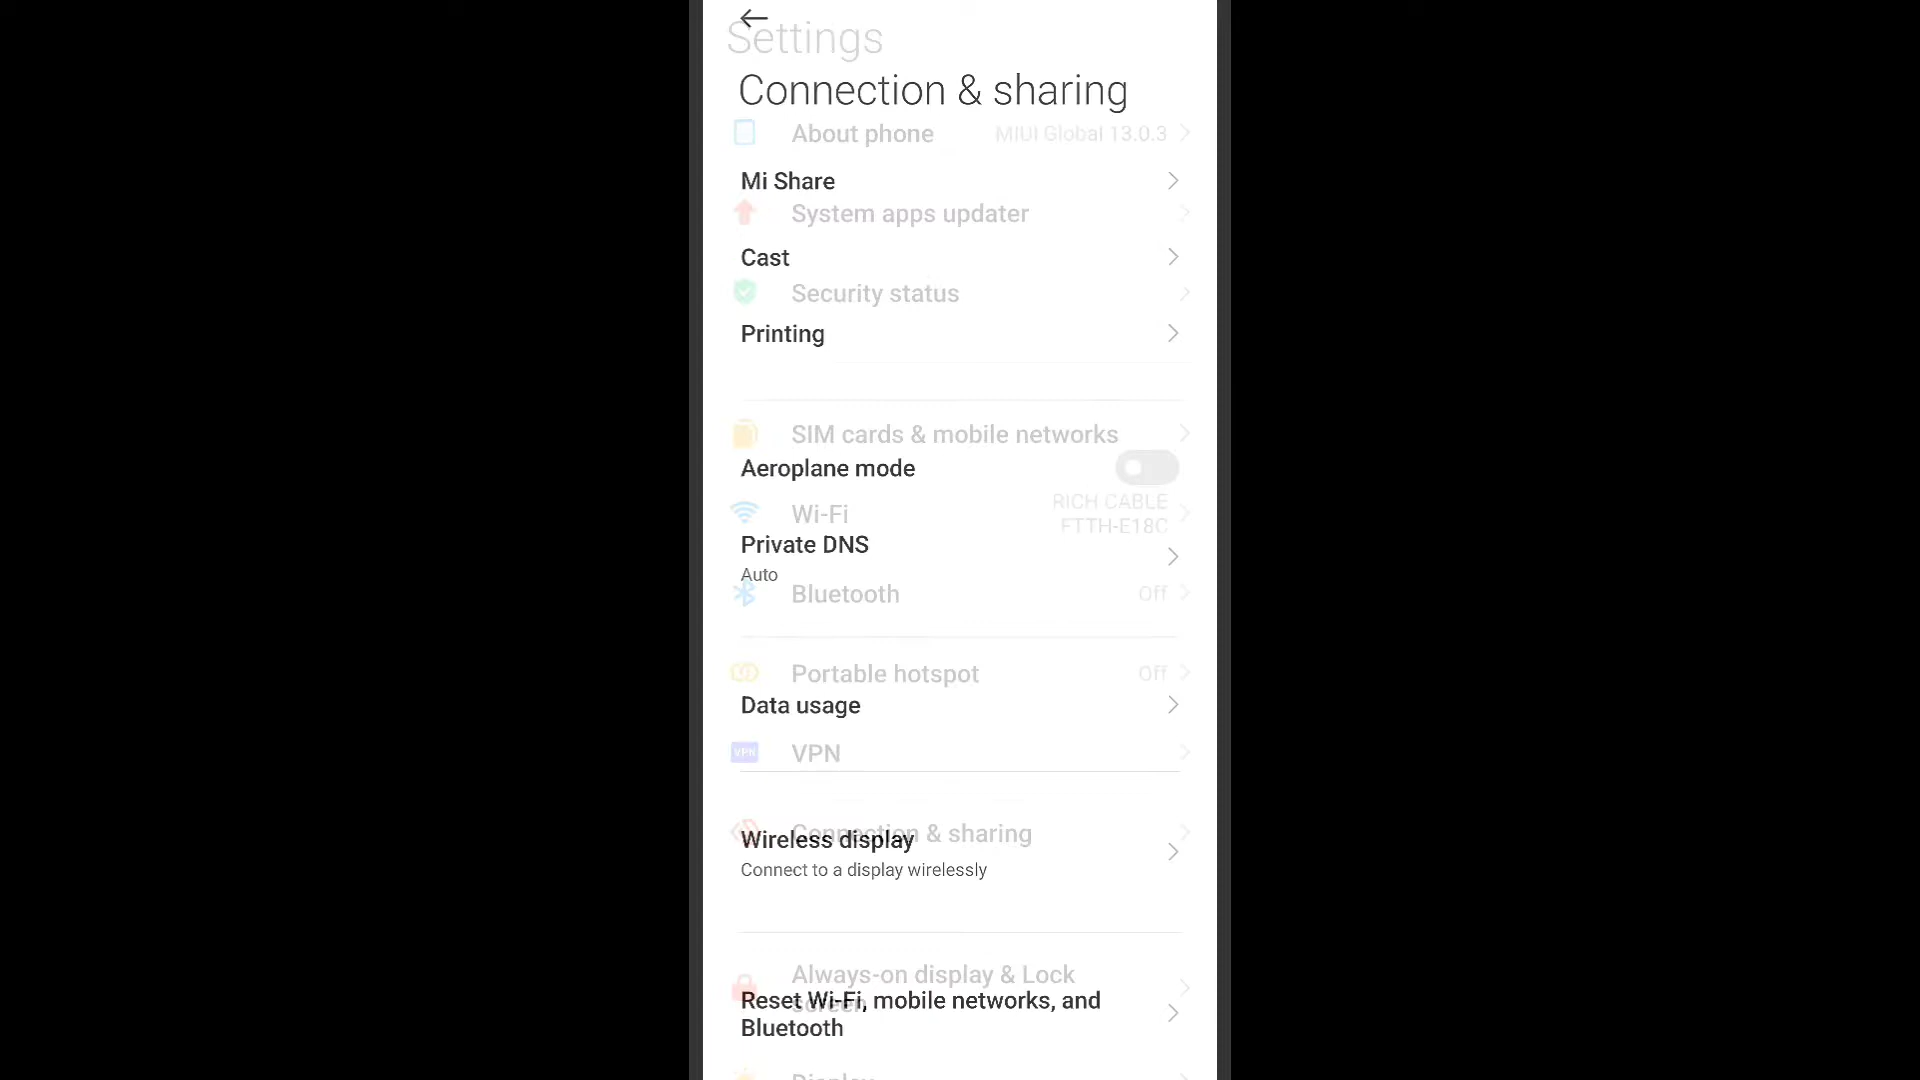 Settings
Connection & sharing
About phone MIUI Global 13.0.3
Mi Share
System apps updater
Cast
Security status
Printing
SIM cards & mobile networks
Aeroplane mode
RICH CABLE
Wi-Fi
FTTH-E18C
Private DNS
Auto
Bluetooth Off
Portable hotspot Off
Data usage
VPN VPN
Connection & sharing
Wireless display
Connect to a display wirelessly
Always-on display & Lock
screen
Reset Wi-Fi, mobile networks, and
Bluetooth
Display